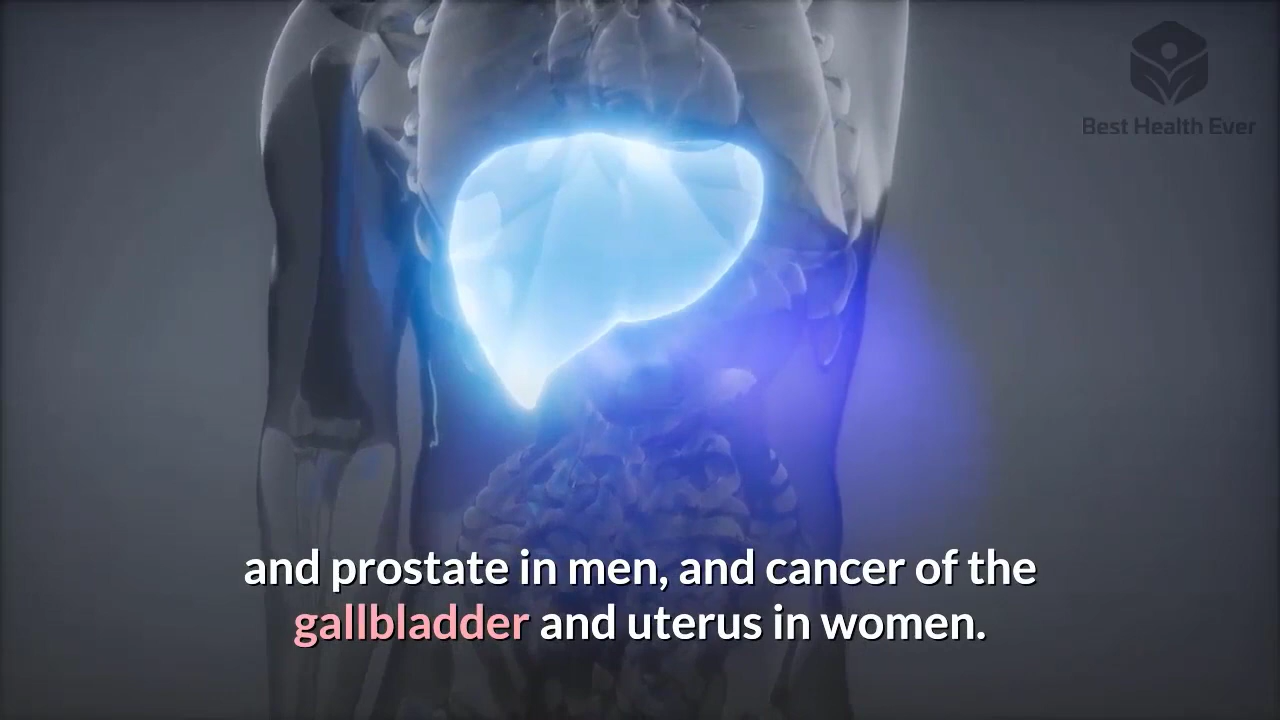 Best Health Ever
and prostate in men, and cancer of the
gallbladder and uterus in women.